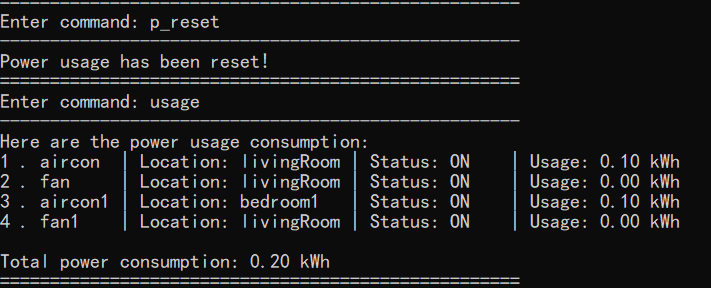 ====================================================
Enter command: p_reset
____________________________________________________
Power usage has been reset!
====================================================
Enter command: usage
____________________________________________________
Here are the power usage consumption:
1 . aircon  | Location: livingRoom | Status: ON    | Usage: 0.10 kWh
2 . fan     | Location: livingRoom | Status: ON    | Usage: 0.00 kWh
3 . aircon1 | Location: bedroom1   | Status: ON    | Usage: 0.10 kWh
4 . fan1    | Location: livingRoom | Status: ON    | Usage: 0.00 kWh
Total power consumption: 0.20 kWh
====================================================